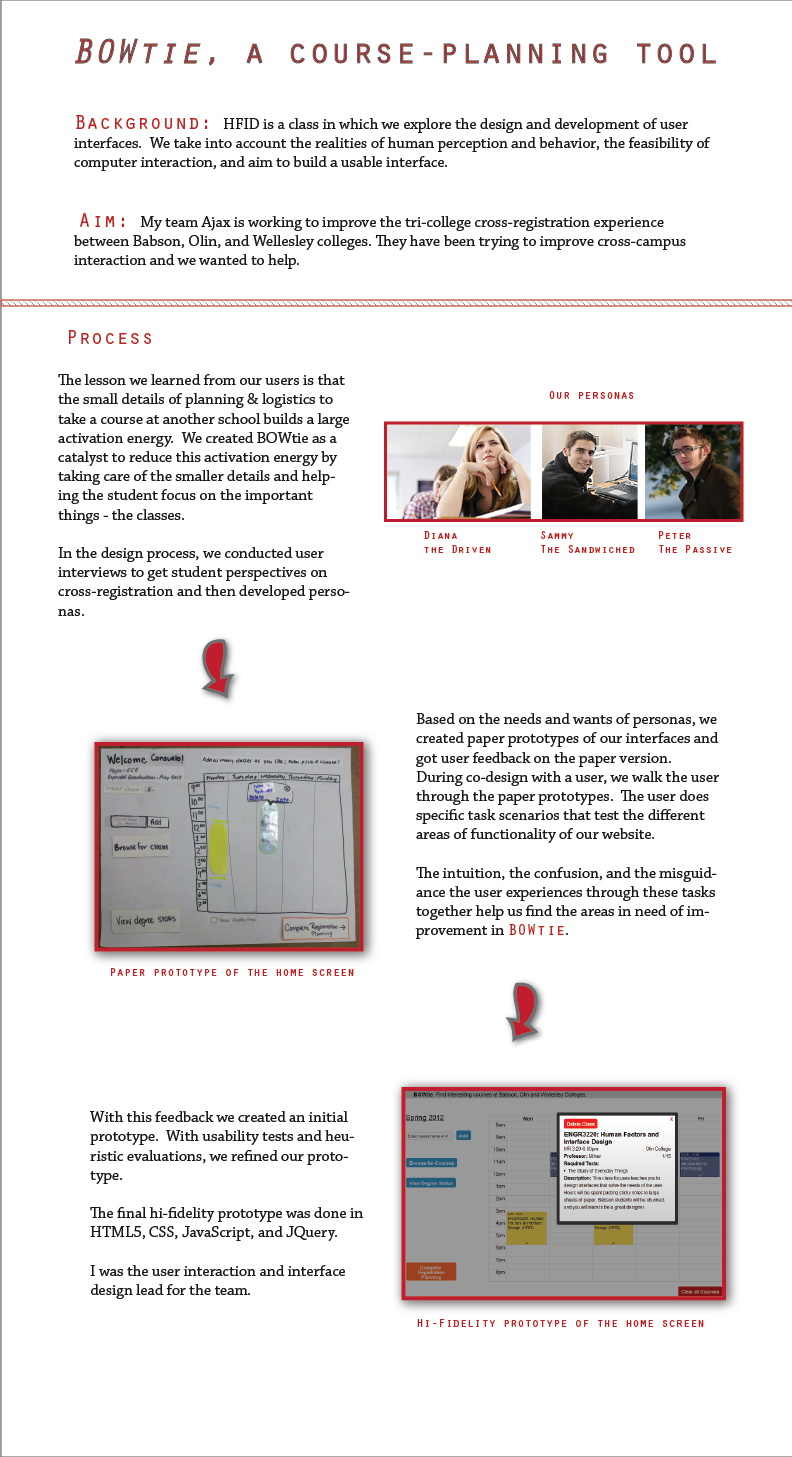 BOWtie, a course-planning tool
Background: HFID is a class in which we explore the design and development of user
interfaces. We take into account the realities of human perception and behavior, the feasibility of
computer interaction, and aim to build a usable interface.
Aim: My team Ajax is working to improve the tri-college cross-registration experience
between Babson, Olin, and Wellesley colleges. They have been trying to improve cross-campus
interaction and we wanted to help.
Process
The lesson we learned from our users is that
the small details of planning & logistics to
take a course at another school builds a large
activation energy. We created BOWtie as a
catalyst to reduce this activation energy by
taking care of the smaller details and help-
ing the student focus on the important
things - the classes.
In the design process, we conducted user
interviews to get student perspectives on
cross-registration and then developed perso-
nas.
Our personas
Diana
the Driven
Sammy
The Sandwiched
Peter
The Passive
Welcome Consuelo!
Major: ECE
Add as many classes as you like; then pick & choose!
Monday Tuesday Wednesday Thursday Friday
9:00
10:00
11:00
12:00
1:00
2:00
3:00
4:00
5:00
6:00
7:00
Delete Info
Add
Browse for classes
View degree status
Complete Registration Planning →
Paper prototype of the home screen
Based on the needs and wants of personas, we
created paper prototypes of our interfaces and
got user feedback on the paper version.
During co-design with a user, we walk the user
through the paper prototypes. The user does
specific task scenarios that test the different
areas of functionality of our website.
The intuition, the confusion, and the misguid-
ance the user experiences through these tasks
together help us find the areas in need of im-
provement in BOWtie.
With this feedback we created an initial
prototype. With usability tests and heu-
ristic evaluations, we refined our proto-
type.
The final hi-fidelity prototype was done in
HTML5, CSS, JavaScript, and JQuery.
I was the user interaction and interface
design lead for the team.
BOWtie: Find interesting courses at Babson, Olin and Wellesley Colleges.
Spring 2012
Add
Browse for Courses
View Degree Status
Complete
Registration
Planning
Mon
Fri
8am
9am
10am
11am
12pm
1pm
2pm
3pm
4pm
5pm
6pm
7pm
8pm
Delete Class
X
ENGR3220: Human Factors and
Interface Design
MR 3:20-5:00pm Olin College
Professor: Millner 1/15
Required Texts:
• The Study of Everyday Things
Description: This class focuses teaches you to
design interfaces that solve the needs of the user.
Hours will be spent pasting sticky notes to large
sheets of paper. Babson students will be shunned,
and you will learn to be a great designer.
Clear all Courses
Hi-Fidelity prototype of the home screen